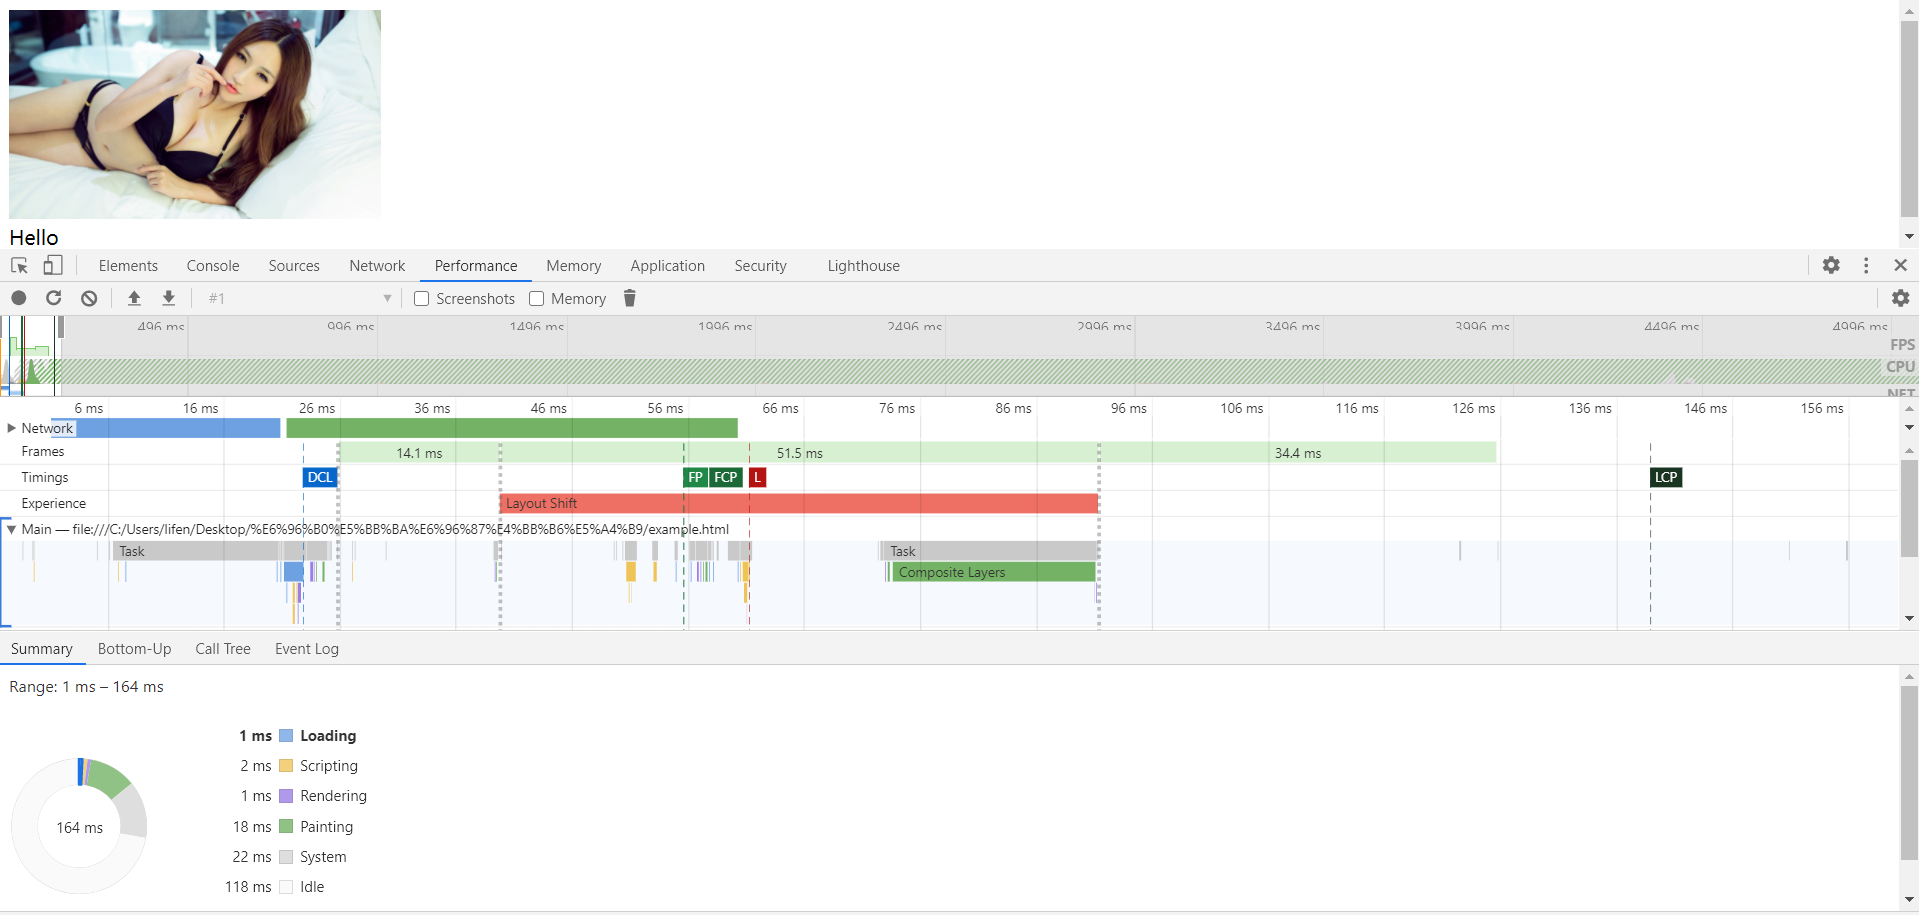 Hello
Elements Console Sources Network Performance Memory Application Security Lighthouse
#1 Screenshots Memory
496 ms 996 ms 1496 ms 1996 ms 2496 ms 2996 ms 3496 ms 3996 ms 4496 ms 4996 ms
FPS
CPU
NET
6 ms 16 ms 26 ms 36 ms 46 ms 56 ms 66 ms 76 ms 86 ms 96 ms 106 ms 116 ms 126 ms 136 ms 146 ms 156 ms
Network
Frames 14.1 ms 51.5 ms 34.4 ms
Timings DCL FP FCP L LCP
Experience Layout Shift
Main — file:///C:/Users/lifen/Desktop/%E6%96%B0%E5%BB%BA%E6%96%87%E4%BB%B6%E5%A4%B9/example.html
Task Task
Composite Layers
Summary Bottom-Up Call Tree Event Log
Range: 1 ms – 164 ms
1 ms Loading
2 ms Scripting
1 ms Rendering
164 ms 18 ms Painting
22 ms System
118 ms Idle